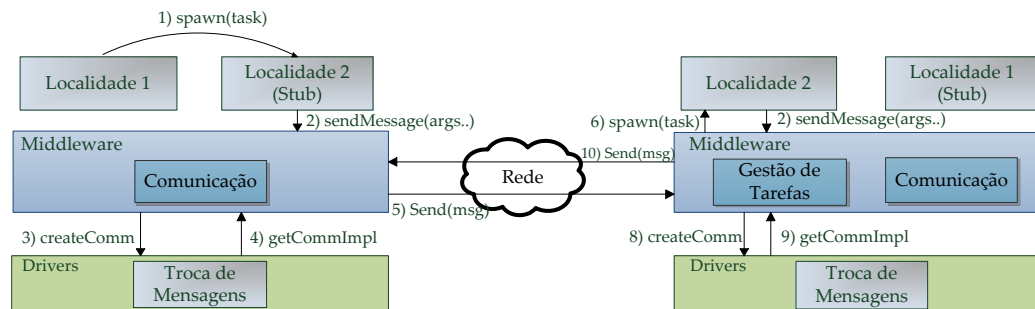 1) spawn(task)
Localidade 1
Localidade 2
(Stub)
2) sendMessage(args..)
Middleware
Comunicação
3) createComm
4) getCommImpl
Drivers
Troca de
Mensagens
10) Send(msg)
Rede
5) Send(msg)
Localidade 2
Localidade 1
(Stub)
6) spawn(task)
2) sendMessage(args..)
Middleware
Gestão de
Tarefas
Comunicação
8) createComm
9) getCommImpl
Drivers
Troca de
Mensagens